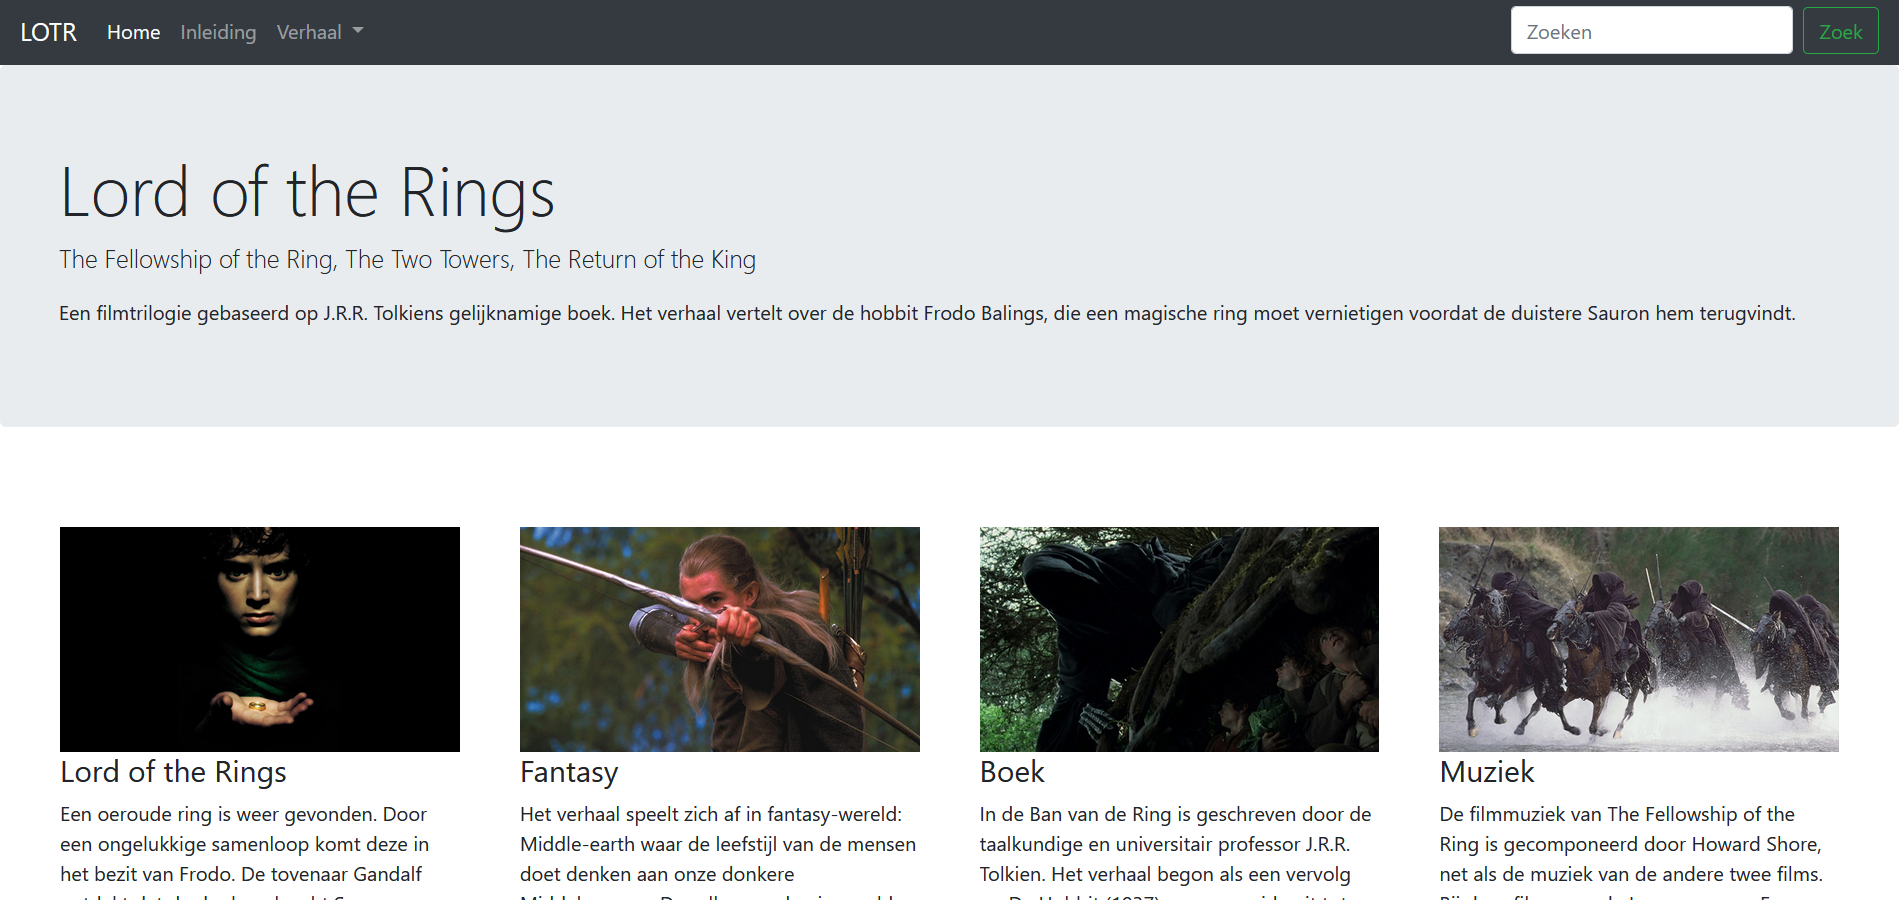 LOTR Home Inleiding Verhaal Zoeken Zoek
Lord of the Rings
The Fellowship of the Ring, The Two Towers, The Return of the King
Een filmtrilogie gebaseerd op J.R.R. Tolkiens gelijknamige boek. Het verhaal vertelt over de hobbit Frodo Balings, die een magische ring moet vernietigen voordat de duistere Sauron hem terugvindt.
Lord of the Rings
Een oeroude ring is weer gevonden. Door
een ongelukkige samenloop komt deze in
het bezit van Frodo. De tovenaar Gandalf
Fantasy
Het verhaal speelt zich af in fantasy-wereld:
Middle-earth waar de leefstijl van de mensen
doet denken aan onze donkere
Boek
In de Ban van de Ring is geschreven door de
taalkundige en universitair professor J.R.R.
Tolkien. Het verhaal begon als een vervolg
Muziek
De filmmuziek van The Fellowship of the
Ring is gecomponeerd door Howard Shore,
net als de muziek van de andere twee films.